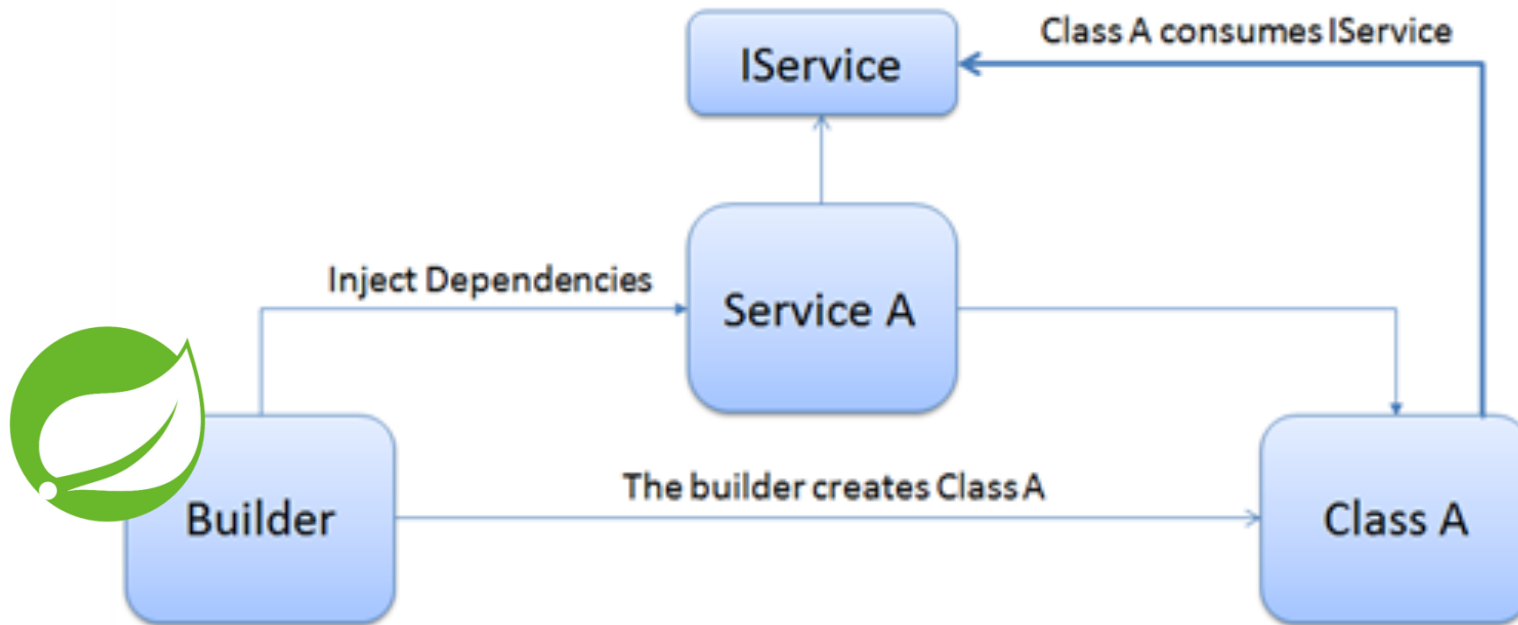 Class A consumes IService
IService
Inject Dependencies
Service A
The builder creates Class A
Builder
Class A